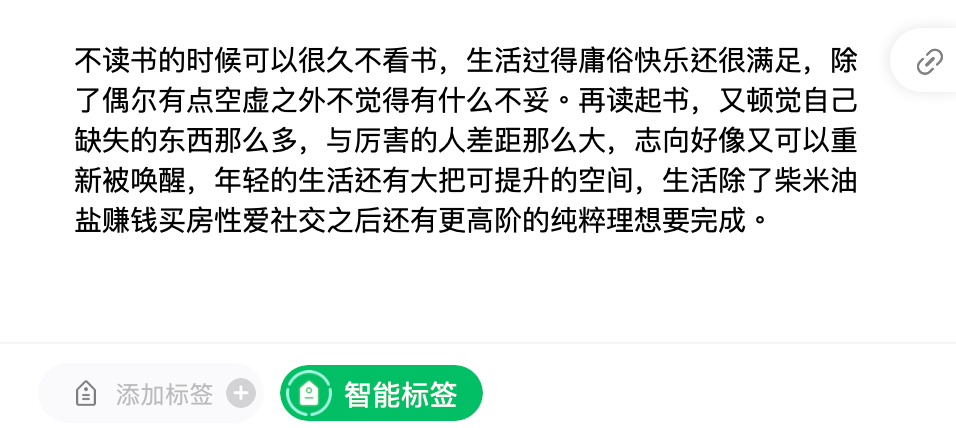 不读书的时候可以很久不看书，生活过得庸俗快乐还很满足，除
了偶尔有点空虚之外不觉得有什么不妥。再读起书，又顿觉自己
缺失的东西那么多，与厉害的人差距那么大，志向好像又可以重
新被唤醒，年轻的生活还有大把可提升的空间，生活除了柴米油
盐赚钱买房性爱社交之后还有更高阶的纯粹理想要完成。
添加标签
智能标签